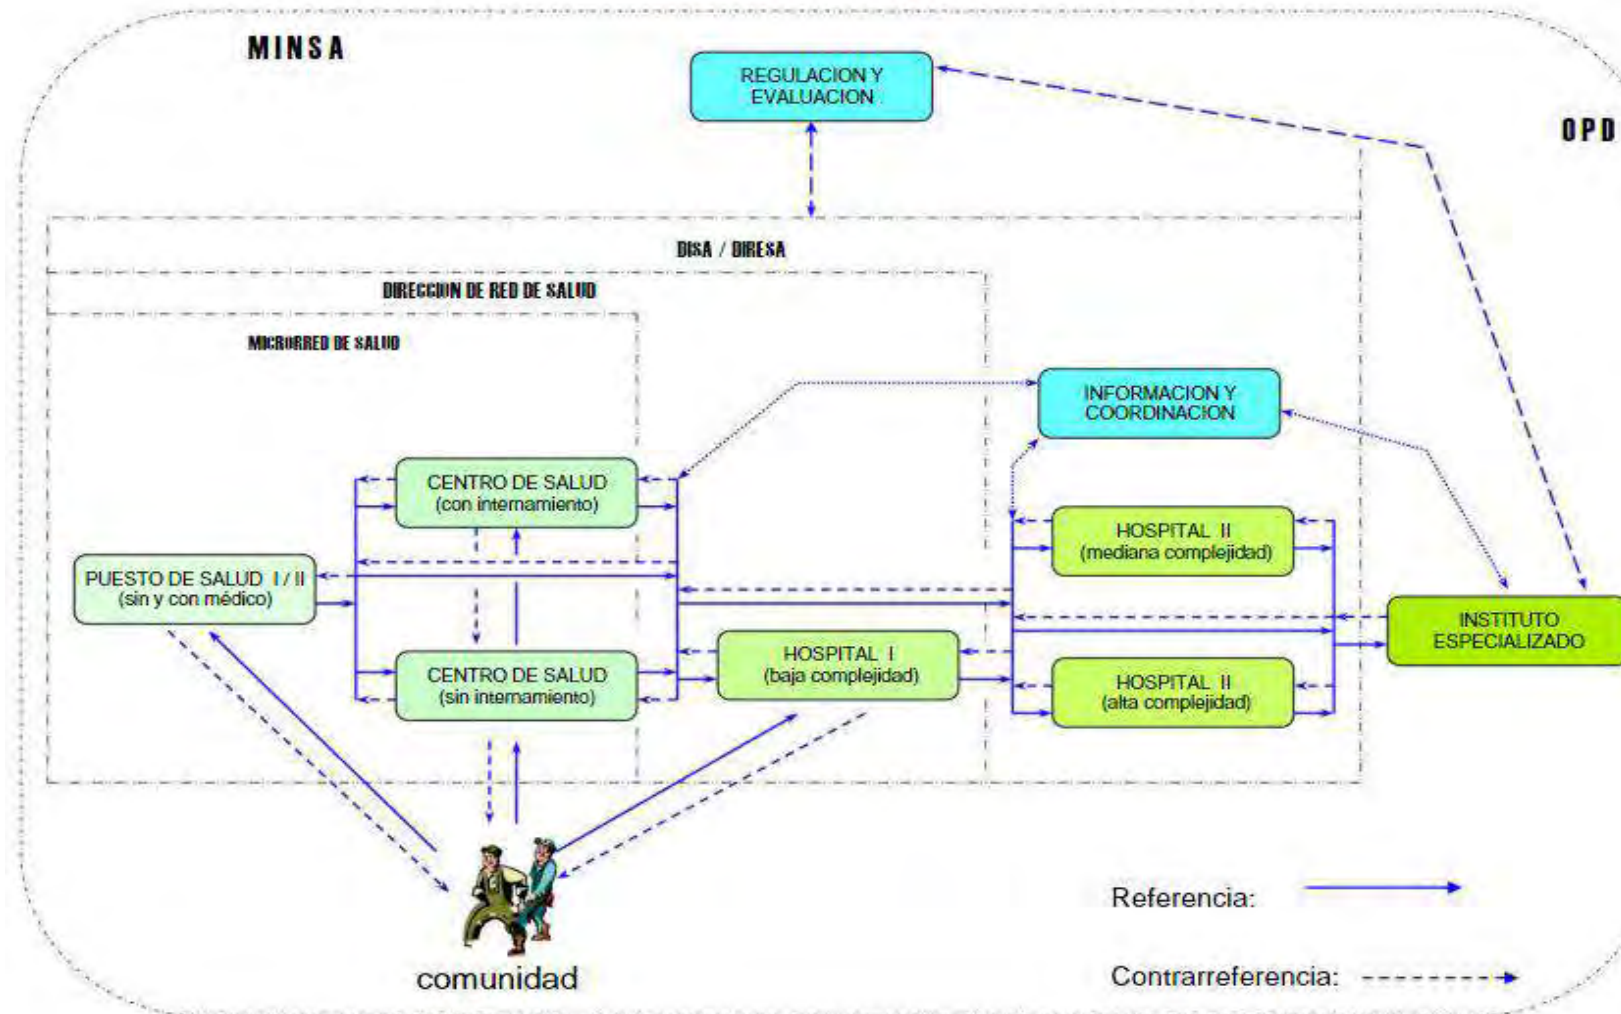 MINSA
REGULACION Y
EVALUACION
OPD
DISA / DIRESA
DIRECCION DE RED DE SALUD
MICRORRED DE SALUD
INFORMACION Y
COORDINACION
CENTRO DE SALUD
(con internamiento)
HOSPITAL II
(mediana complejidad)
PUESTO DE SALUD I / II
(sin y con médico)
INSTITUTO
ESPECIALIZADO
HOSPITAL I
(baja complejidad)
CENTRO DE SALUD
(sin internamiento)
HOSPITAL II
(alta complejidad)
Referencia:
comunidad
Contrarreferencia: